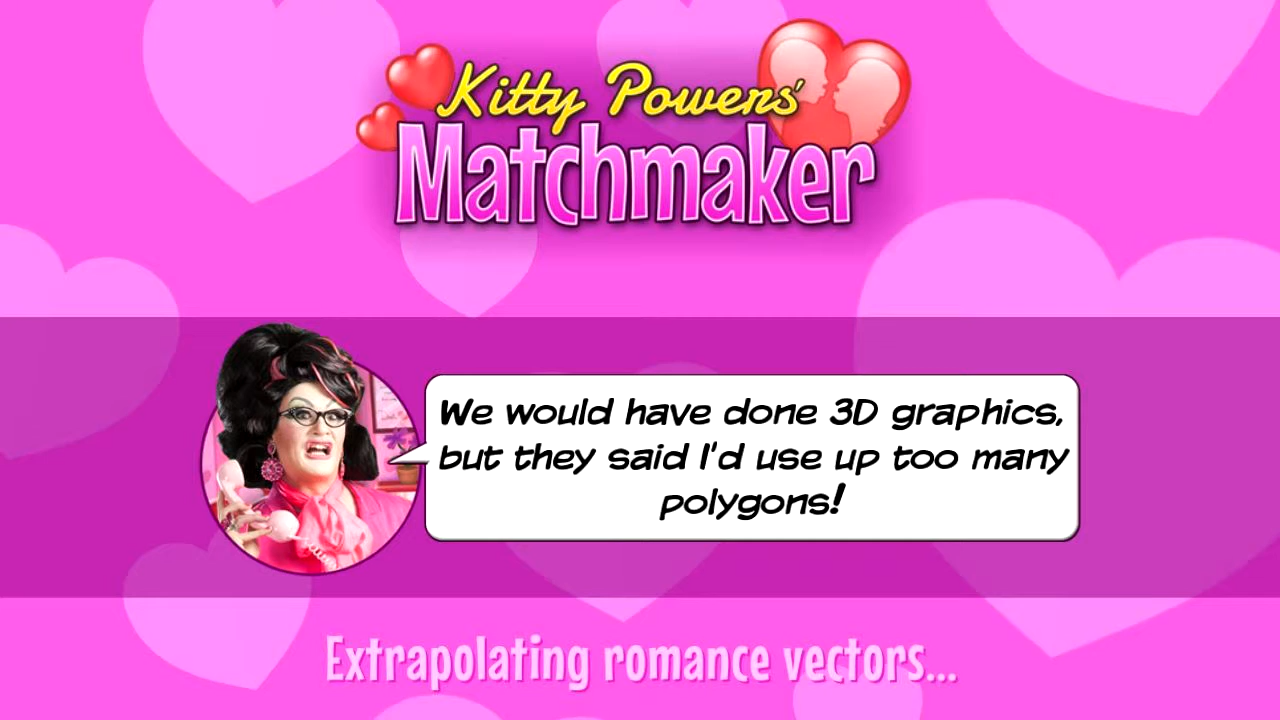 Kitty Powers'
Matchmaker
We would have done 3D graphics,
but they said I'd use up too many
polygons!
Extrapolating romance vectors...